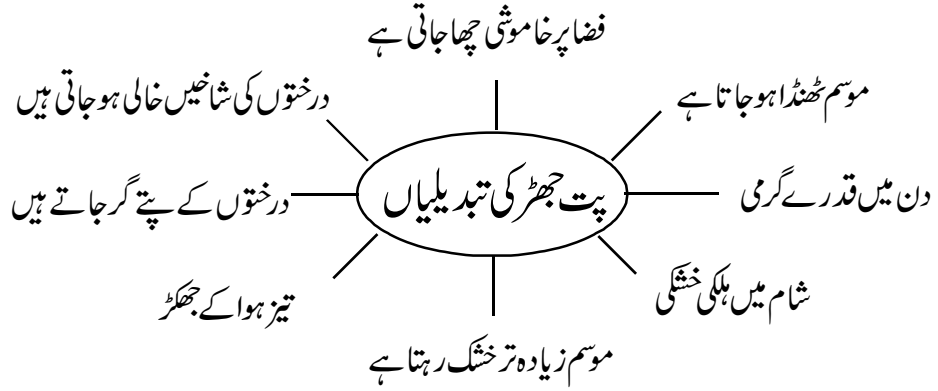 فضا پر خاموشی چھا جاتی ہے
موسم ٹھنڈا ہو جاتا ہے
درختوں کی شاخیں خالی ہو جاتی ہیں
پت جھڑ کی تبدیلیاں
دن میں قدرے گرمی
درختوں کے پتے گر جاتے ہیں
شام میں ہلکی خشکی
تیز ہوا کے جھکڑ
موسم زیادہ تر خشک رہتا ہے